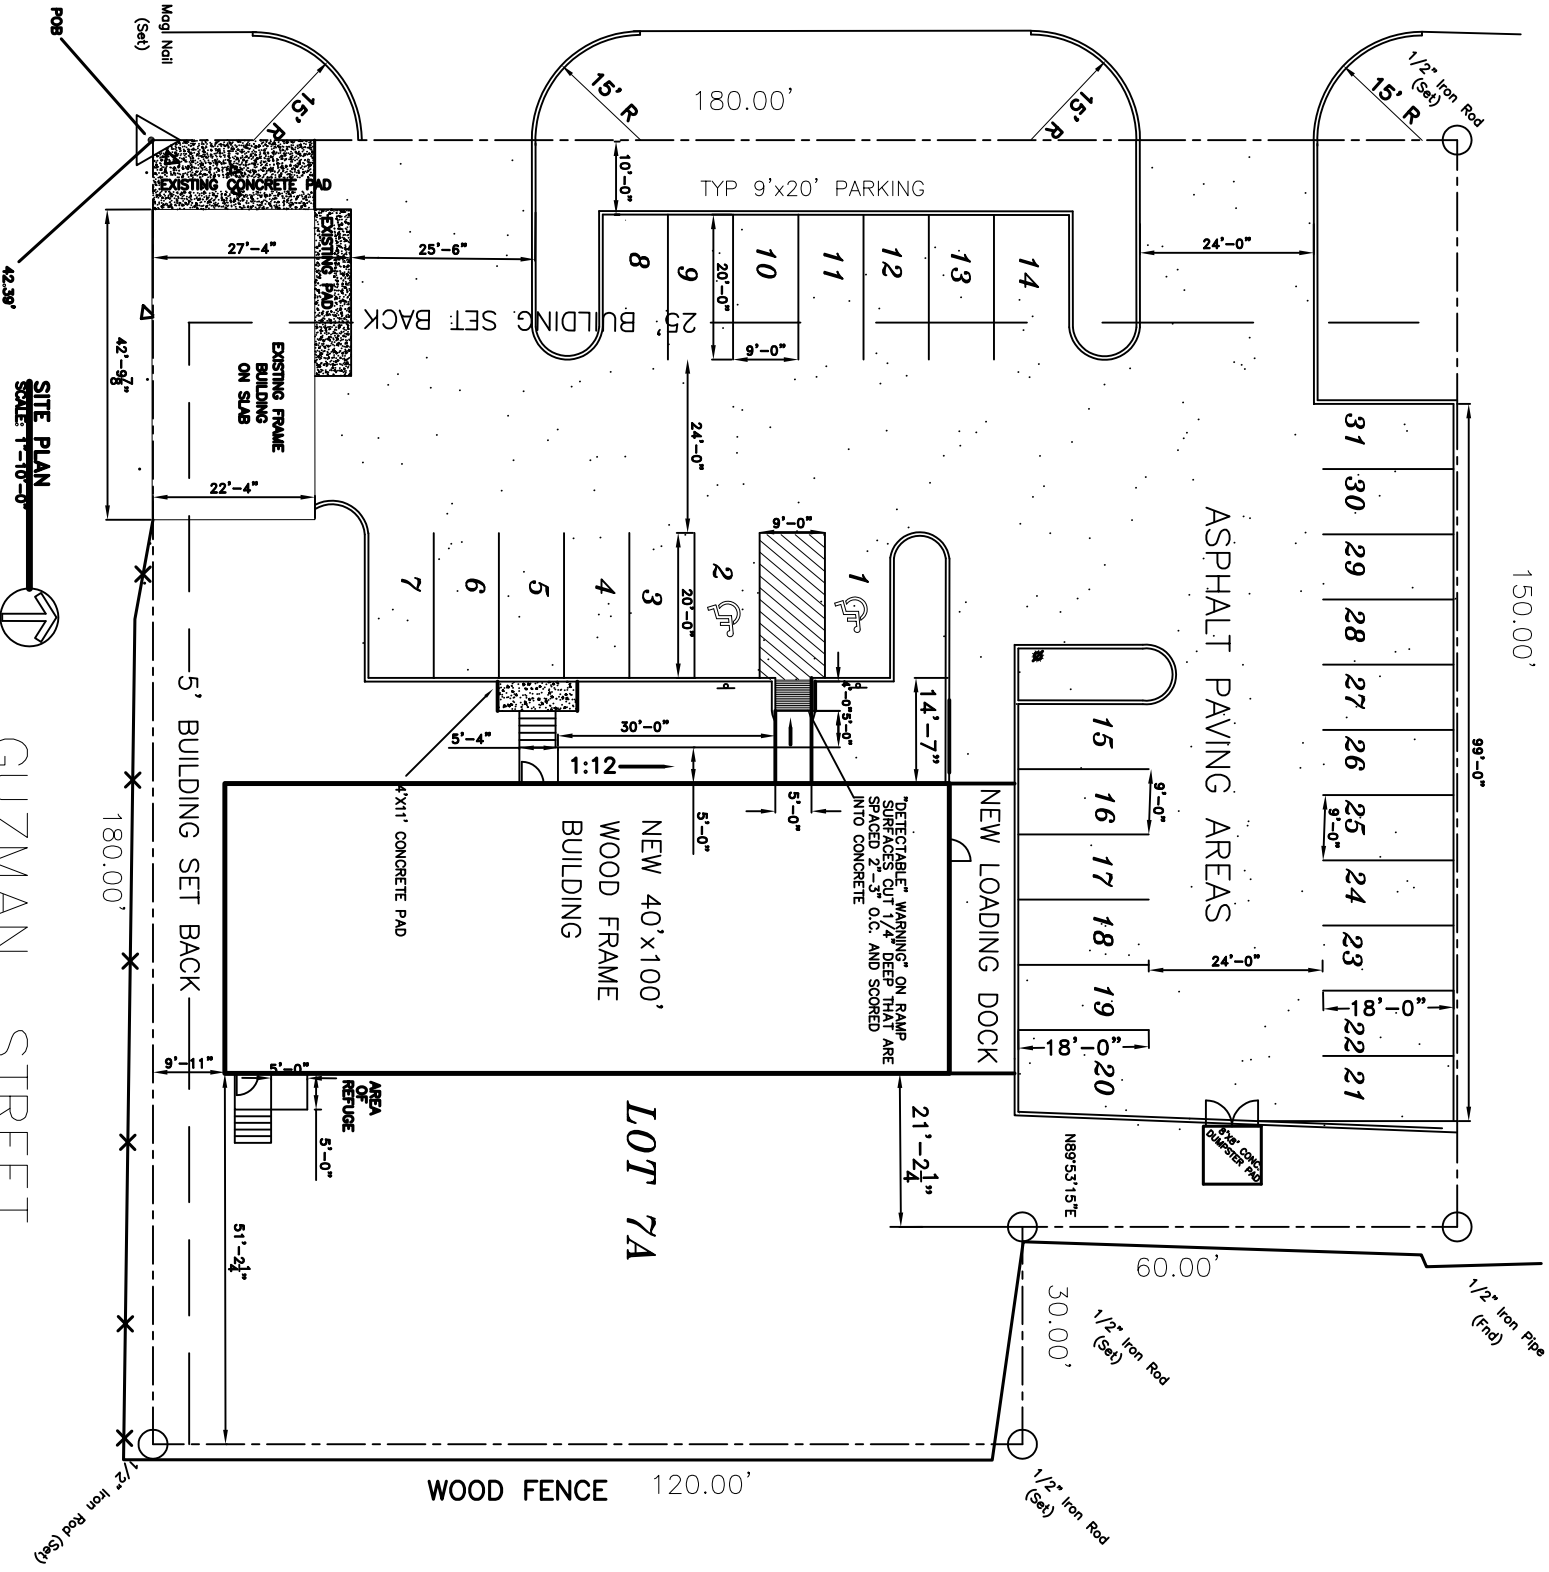 Magl Nail
(Set)
POB
42.39'
15' R
15' R
15' R
15' R
180.00'
1/2" Iron Rod
(Set)
10'-0"
TYP 9'x20' PARKING
EXISTING CONCRETE PAD
EXISTING PAD
27'-4"
25'-6"
24'-0"
8
9
10
11
12
13
14
20'-0"
9'-0"
25' BUILDING SET BACK
EXISTING FRAME
BUILDING
ON SLAB
42'-9 7/8"
22'-4"
SITE PLAN
SCALE: 1"-10'-0"
24'-0"
9'-0"
7
6
5
4
3
2
1
20'-0"
31
30
29
28
27
26
25
24
23
22
21
9'-0"
18'-0"
99'-0"
150.00'
ASPHALT PAVING AREAS
15
16
17
18
19
20
9'-0"
24'-0"
18'-0"
4'-0"
5'-0"
14'-7"
30'-0"
5'-4"
1:12
5'-0"
5'-0"
4'X11' CONCRETE PAD
"DETECTABLE" WARNING" ON RAMP
SURFACES CUT 1/4" DEEP THAT ARE
SPACED 2"-3" O.C. AND SCORED
INTO CONCRETE
NEW 40'x100'
WOOD FRAME
BUILDING
NEW LOADING DOCK
5' BUILDING SET BACK
180.00'
GUZMAN STREET
9'-11"
5'-0"
5'-0"
AREA
OF
REFUGE
LOT 7A
21'-2 1/4"
51'-2 1/4"
N89°53'15"E
8'X8' CONC.
DUMPSTER PAD
60.00'
30.00'
1/2" Iron Pipe
(Fnd)
1/2" Iron Rod
(Set)
1/2" Iron Rod
(Set)
1/2" Iron Rod (Set)
WOOD FENCE
120.00'